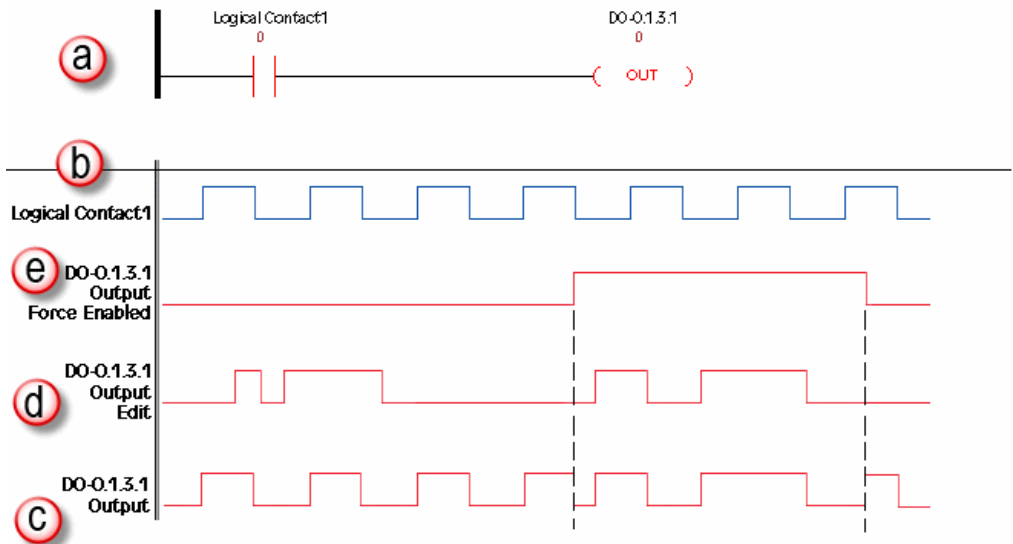 Logical Contact1
0
DO-0.1.3.1
0
a
OUT
b
Logical Contact1
e
DO-0.1.3.1
Output
Force Enabled
d
DO-0.1.3.1
Output
Edit
c
DO-0.1.3.1
Output